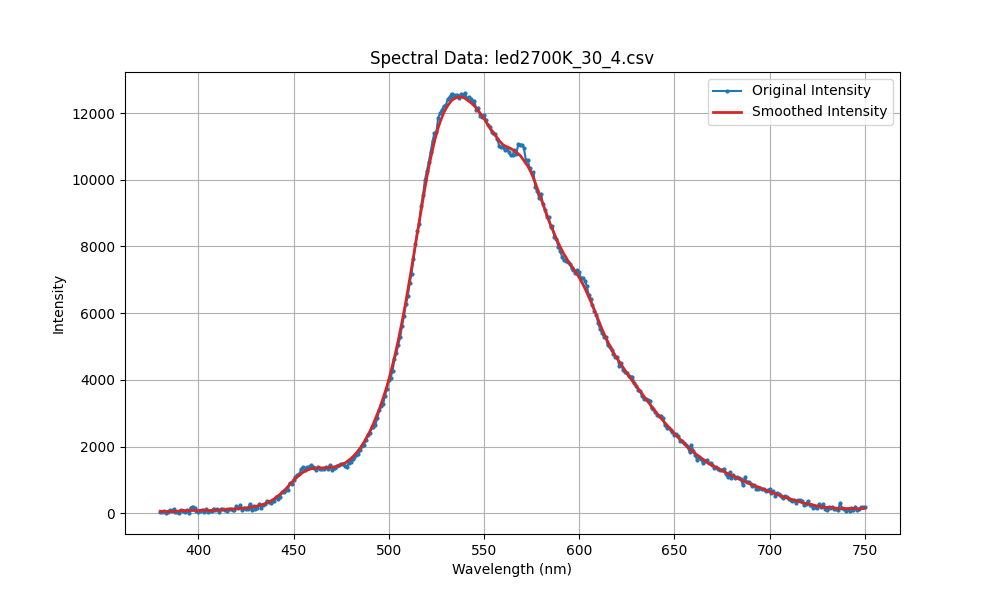 Spectral Data: led2700K_30_4.csv
Original Intensity
Smoothed Intensity
12000
10000
8000
6000
4000
2000
0
Intensity
400 450 500 550 600 650 700 750
Wavelength (nm)